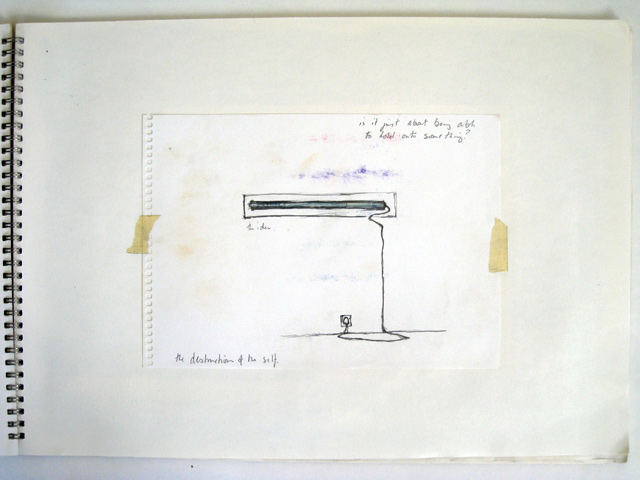 is it just about being able
to hold onto something?
the idea
the destruction of the self.